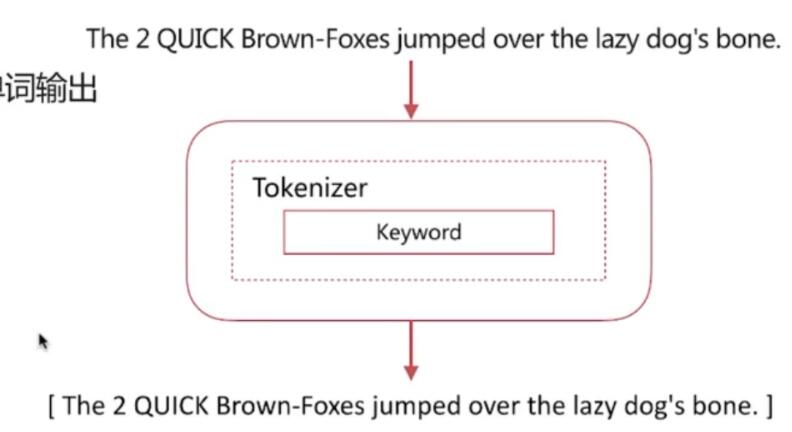 The 2 QUICK Brown-Foxes jumped over the lazy dog's bone.
词输出
Tokenizer
Keyword
[ The 2 QUICK Brown-Foxes jumped over the lazy dog's bone. ]